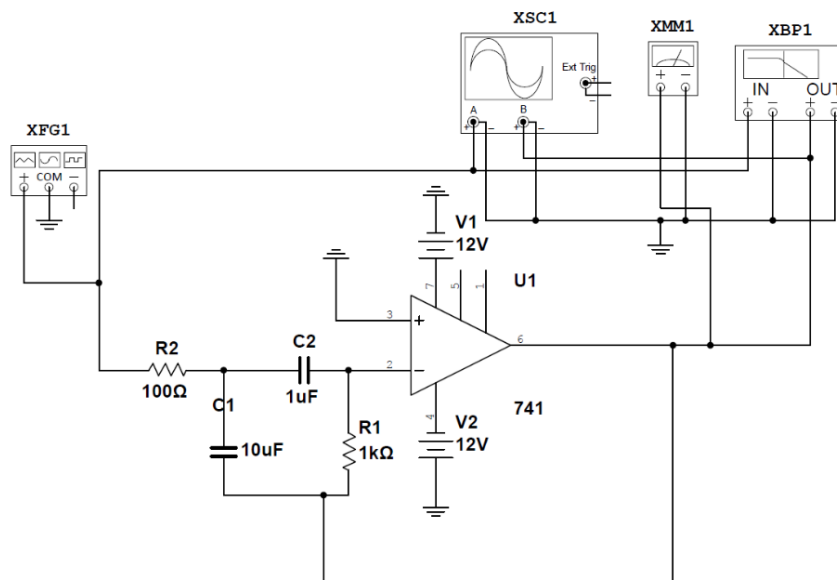 XSC1
XMM1
XBP1
Ext Trig
+
−
A
B
+ −
+ −
+ −
IN
OUT
+ − + −
XFG1
+ COM −
V1
12V
7
5
1
U1
3
+
R2
100Ω
C2
1uF
2
−
6
C1
10uF
R1
1kΩ
4
V2
12V
741